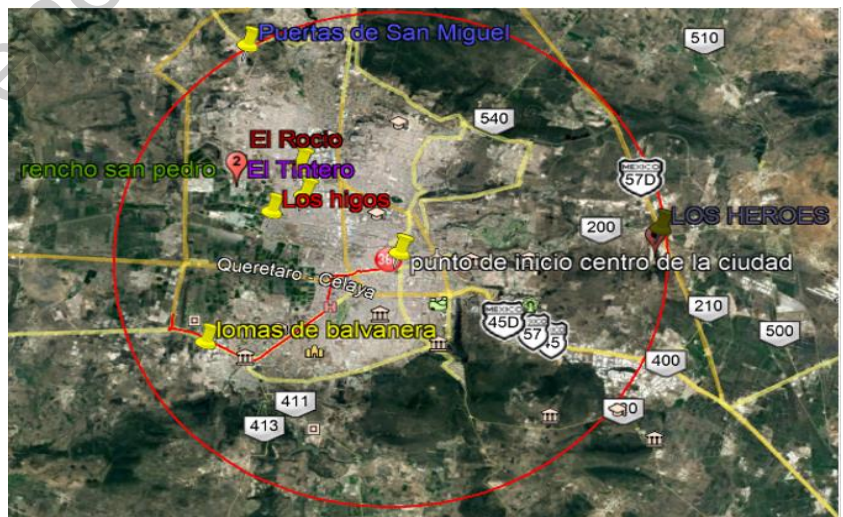 Puertas de San Miguel
510
540
El Rocio
2
rencho san pedro
El Tintero
MEXICO
57D
Los higos
LOS HEROES
200
punto de inicio centro de la ciudad
Queretaro - Celaya
H
210
lomas de balvanera
MEXICO
45D
57
45
500
400
411
413